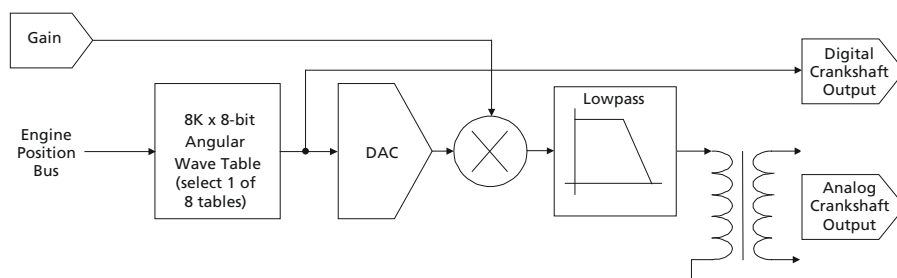 Gain
Digital
Crankshaft
Output
8K x 8-bit
Angular
Wave Table
(select 1 of
8 tables)
Engine
Position
Bus
DAC
Lowpass
Analog
Crankshaft
Output